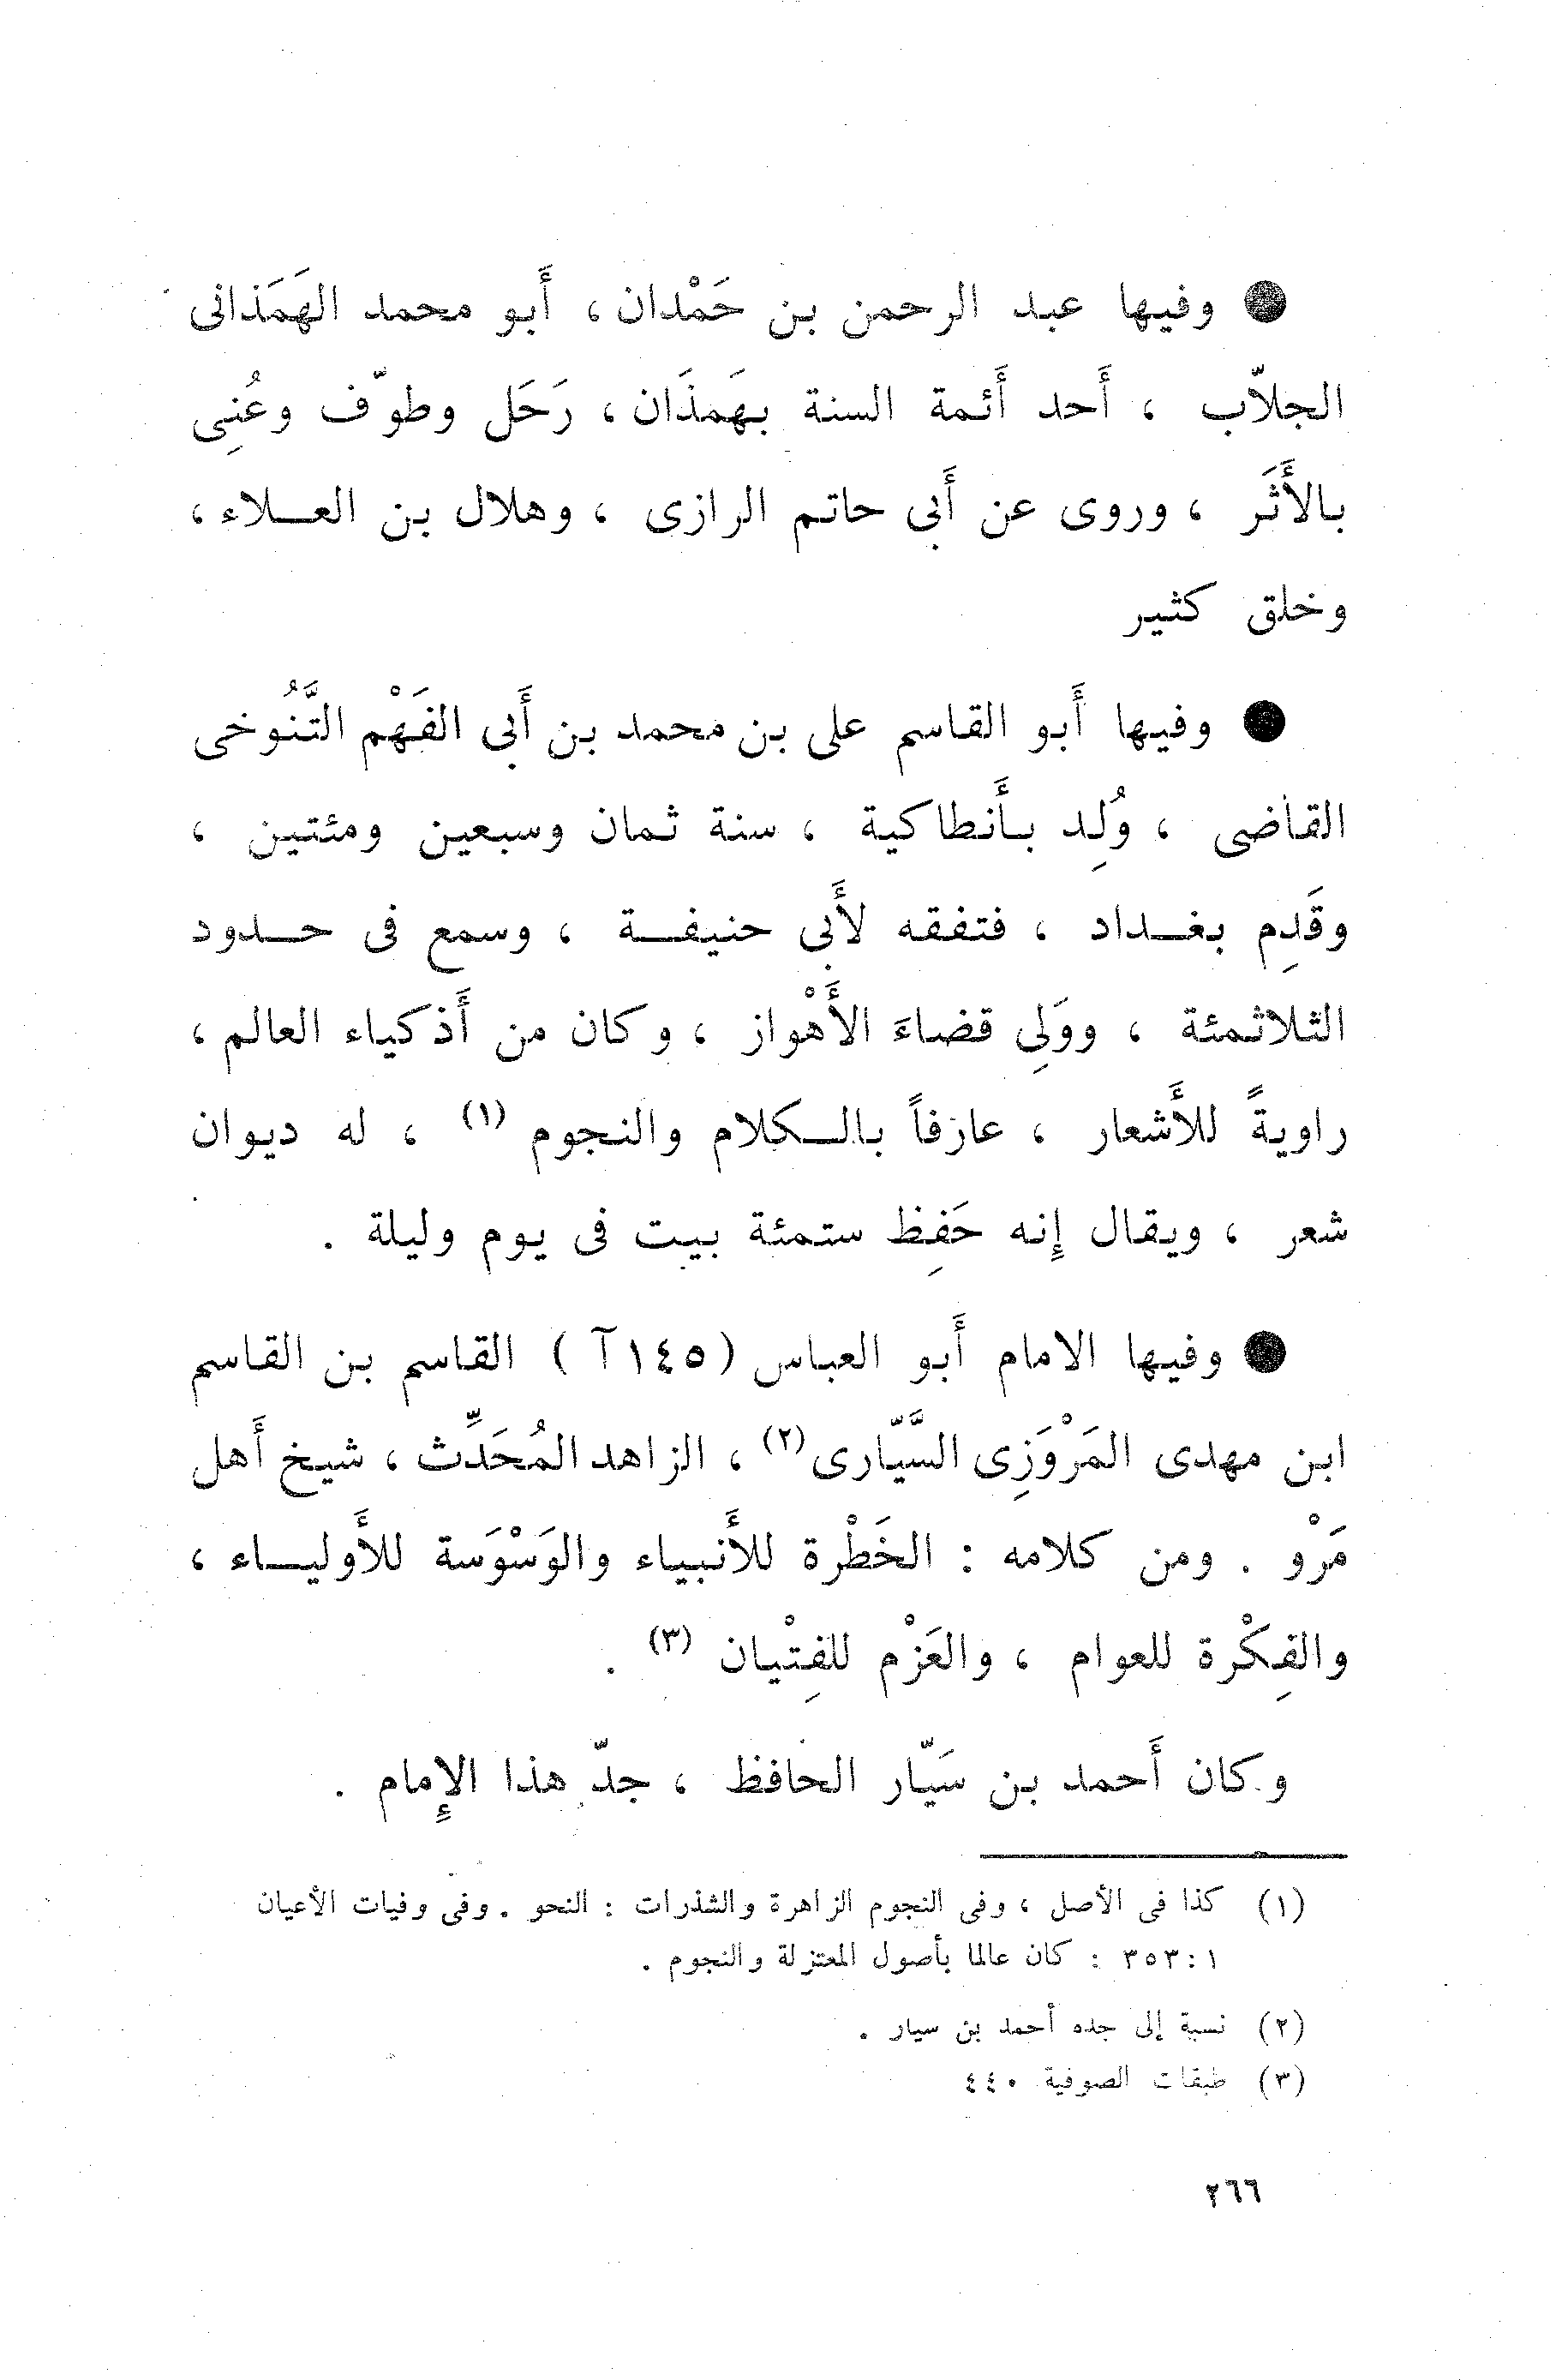 ● وفيها عبد الرحمن بن حَمْدان ، أَبو محمد الهَمَذانى
الجلاّب ، أَحد أَئمة السنة بهَمذَان ، رَحَل وطوّف وعُنِى
بالأَثَر ، وروى عن أَبى حاتم الرازى ، وهلال بن العلاء ،
وخلق كثير
● وفيها أَبو القاسم على بن محمد بن أَبى الفَهْم التَّنُوخى
القاضى ، وُلِد بأَنطاكية ، سنة ثمان وسبعين ومئتين ،
وقَدِم بغداد ، فتفقه لأَبى حنيفة ، وسمع فى حدود
الثلاثمئة ، ووَلِى قضاءَ الأَهْواز ، وكان من أَذكياء العالم ،
راويةً للأَشعار ، عارفاً بالكلام والنجوم (١) ، له ديوان
شعر ، ويقال إِنه حَفِظ ستمئة بيت فى يوم وليلة .
● وفيها الامام أَبو العباس (١٤٥آ) القاسم بن القاسم
ابن مهدى المَرْوَزِى السَّيّارى (٢) ، الزاهد المُحَدِّث ، شيخ أَهل
مَرْو . ومن كلامه : الخَطْرة للأَنبياء والوَسْوَسة للأَولياء ،
والفِكْرة للعوام ، والعَزْم للفِتْيان (٣) .
وكان أَحمد بن سَيّار الحافظ ، جدّ هذا الإِمام .
(١) كذا فى الأصل ، وفى النجوم الزاهرة والشذرات : النحو . وفى وفيات الأعيان
١ : ٣٥٣ : كان عالما بأصول المعتزلة والنجوم .
(٢) نسبة إلى جده أحمد بن سيار .
(٣) طبقات الصوفية ٤٤٠
٢٦٦